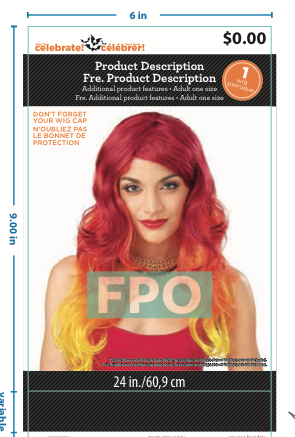 6 in
celebrate! célébrer!
$0.00
Product Description
Fre. Product Description
Additional product features • Adult one size
Fre. Additional product features • Adult one size
1
wig
perruque
DON'T FORGET
YOUR WIG CAP
N'OUBLIEZ PAS
LE BONNET DE
PROTECTION
9.00 in
FPO
24 in./60,9 cm
variable